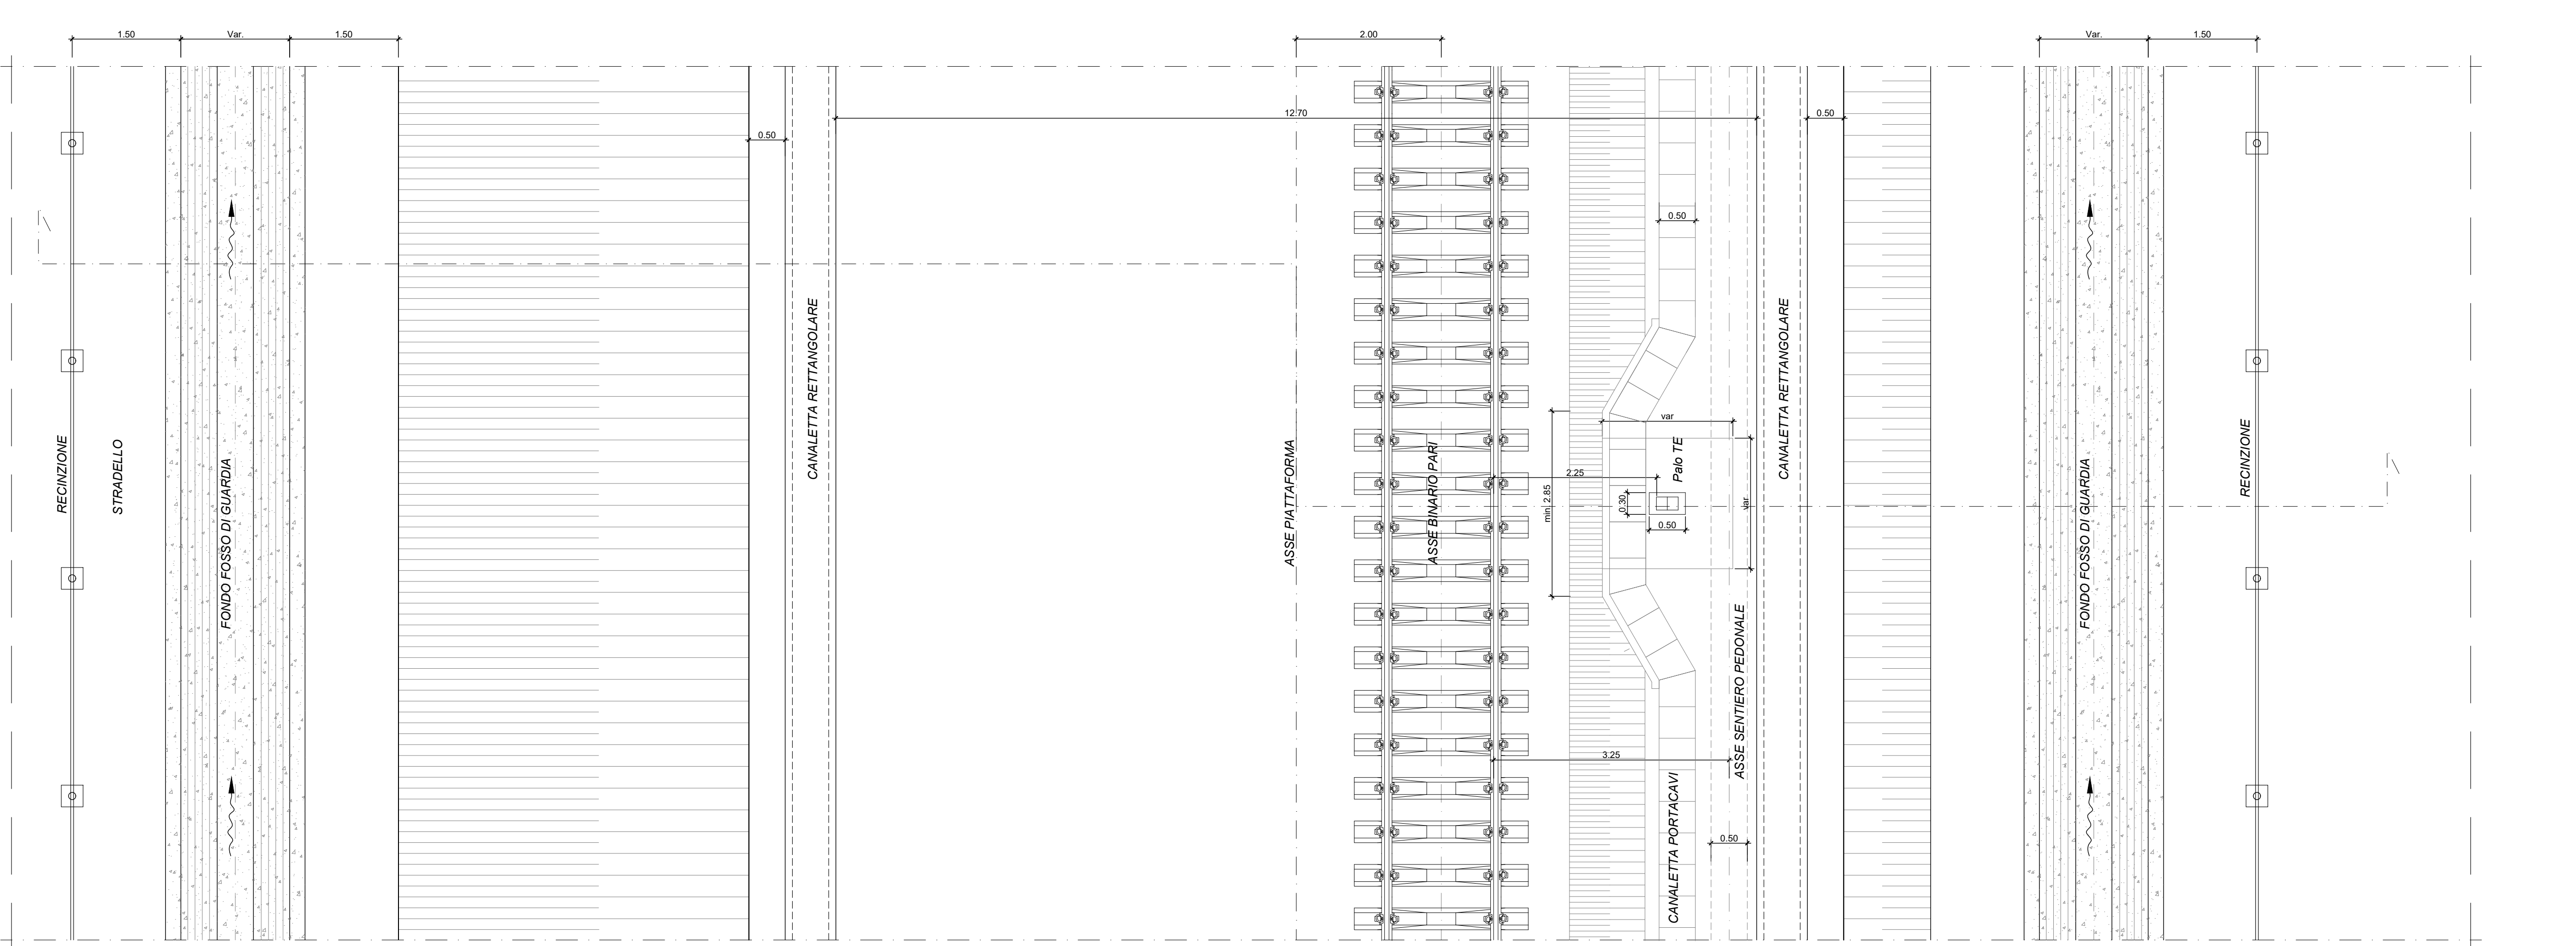 1.50
Var.
1.50
2.00
Var.
1.50
12.70
0.50
0.50
0.50
RECINZIONE
STRADELLO
FONDO FOSSO DI GUARDIA
CANALETTA RETTANGOLARE
ASSE PIATTAFORMA
ASSE BINARIO PARI
var
Palo TE
2.25
min. 2.85
0.30
0.50
var
CANALETTA RETTANGOLARE
FONDO FOSSO DI GUARDIA
RECINZIONE
ASSE SENTIERO PEDONALE
3.25
CANALETTA PORTACAVI
0.50